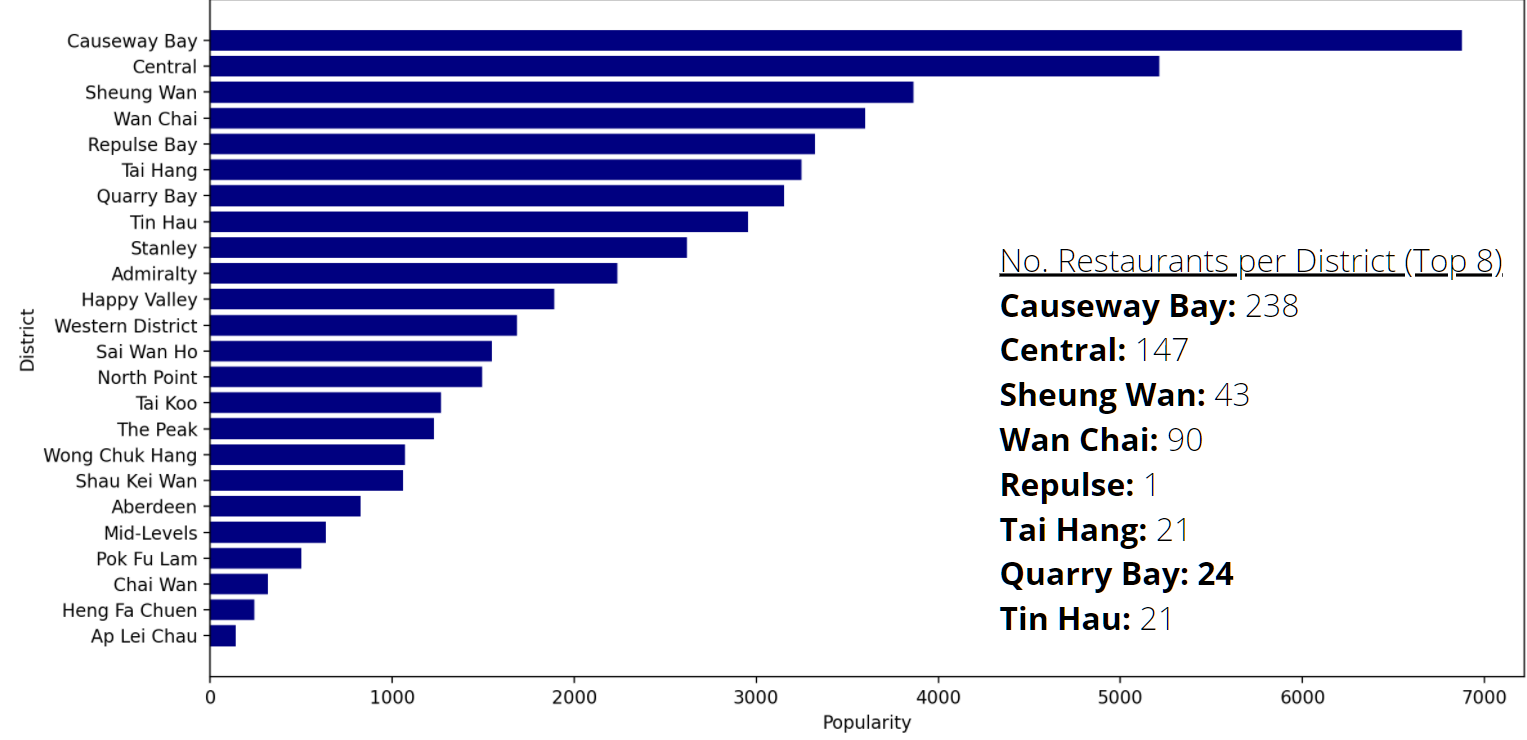 Causeway Bay
Central
Sheung Wan
Wan Chai
Repulse Bay
Tai Hang
Quarry Bay
Tin Hau
Stanley
Admiralty
Happy Valley
Western District
Sai Wan Ho
North Point
Tai Koo
The Peak
Wong Chuk Hang
Shau Kei Wan
Aberdeen
Mid-Levels
Pok Fu Lam
Chai Wan
Heng Fa Chuen
Ap Lei Chau
District
0 1000 2000 3000 4000 5000 6000 7000
Popularity
No. Restaurants per District (Top 8)
Causeway Bay: 238
Central: 147
Sheung Wan: 43
Wan Chai: 90
Repulse: 1
Tai Hang: 21
Quarry Bay: 24
Tin Hau: 21